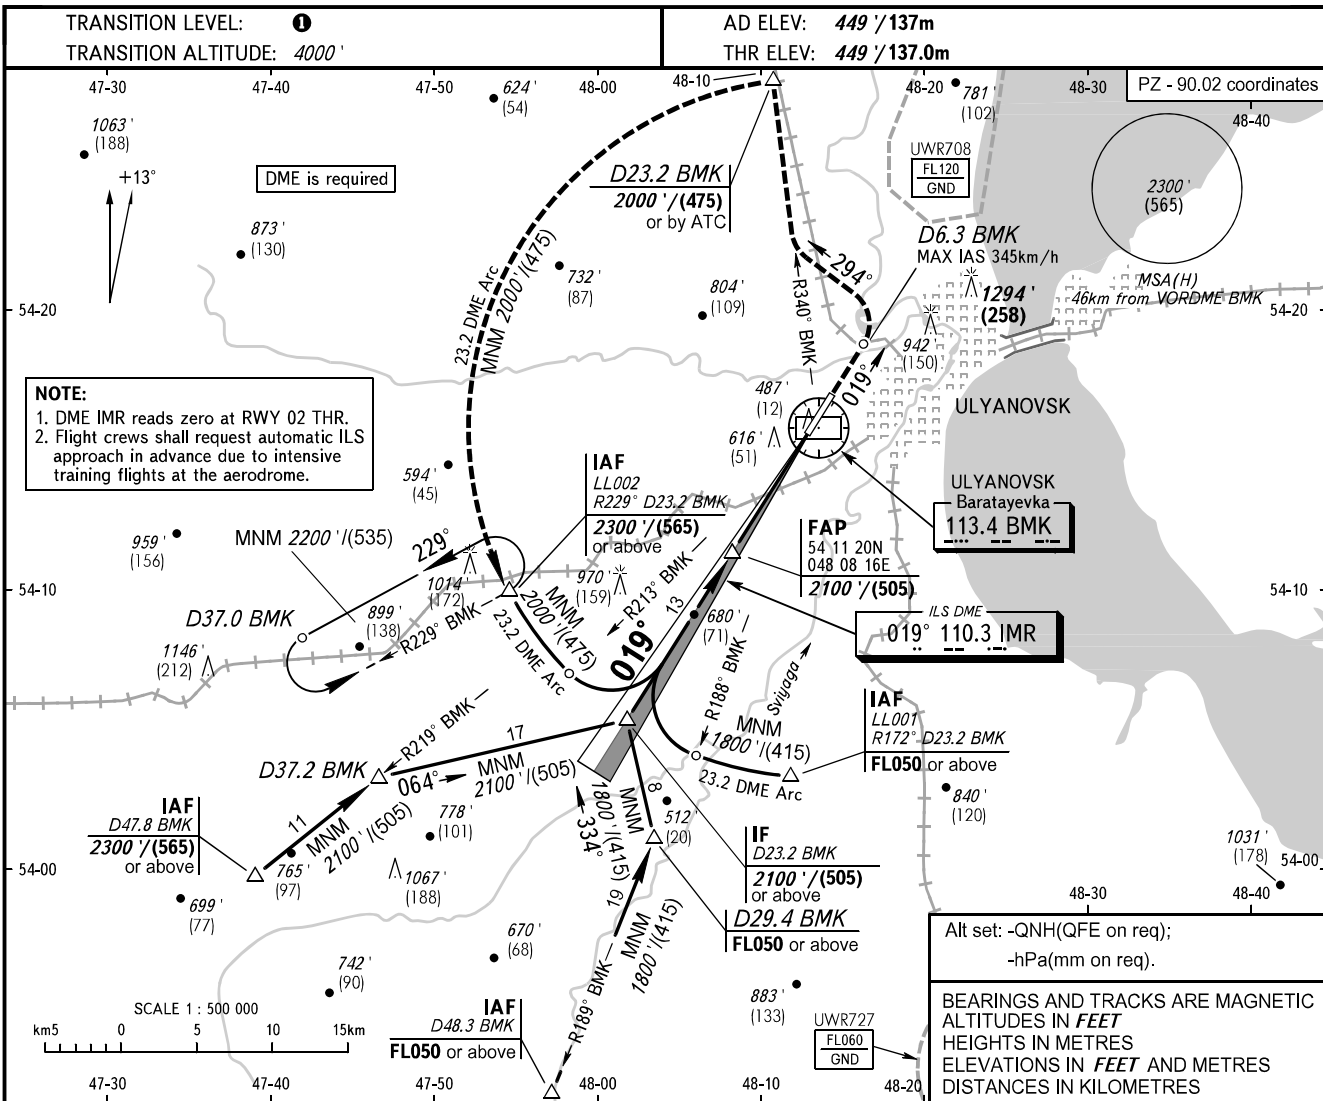 TRANSITION LEVEL: 1
TRANSITION ALTITUDE: 4000'
AD ELEV: 449'/137m
THR ELEV: 449'/137.0m
47-30
47-40
47-50
48-00
48-10
48-20
48-30
PZ - 90.02 coordinates
48-40
624'
(54)
781'
(102)
1063'
(188)
+13°
DME is required
873'
(130)
D23.2 BMK
2000'/(475)
or by ATC
UWR708
FL120
GND
2300'
(565)
D6.3 BMK
MAX IAS 345km/h
MSA(H)
46km from VORDME BMK
732'
(87)
804'
(109)
294°
R340° BMK
1294'
(258)
942'
(150)
23.2 DME Arc
MNM 2000'/(475)
54-20
54-20
NOTE:
1. DME IMR reads zero at RWY 02 THR.
2. Flight crews shall request automatic ILS
approach in advance due to intensive
training flights at the aerodrome.
487'
(12)
019°
616'
(51)
ULYANOVSK
594'
(45)
IAF
LL002
R229° D23.2 BMK
2300'/(565)
or above
ULYANOVSK
Baratayevka
113.4 BMK
959'
(156)
MNM 2200'/(535)
229°
1014'
(172)
970'
(159)
FAP
54 11 20N
048 08 16E
2100'/(505)
54-10
54-10
R213° BMK
13
MNM
2000'/(475)
23.2 DME Arc
D37.0 BMK
899'
(138)
R229° BMK
680'
(71)
ILS DME
019° 110.3 IMR
1146'
(212)
019°
R188° BMK
Sviyaga
IAF
LL001
R172° D23.2 BMK
FL050 or above
R219° BMK
17
MNM
1800'/(415)
23.2 DME Arc
D37.2 BMK
064°
MNM
2100'/(505)
IAF
D47.8 BMK
2300'/(565)
or above
11
MNM
2100'/(505)
778'
(101)
334°
MNM
1800'/(415)
8
512'
(20)
840'
(120)
1031'
(178)
IF
D23.2 BMK
2100'/(505)
or above
54-00
54-00
765'
(97)
1067'
(188)
699'
(77)
48-30
48-40
D29.4 BMK
FL050 or above
19
MNM
1800'/(415)
R189° BMK
670'
(68)
742'
(90)
883'
(133)
Alt set: -QNH(QFE on req);
-hPa(mm on req).
SCALE 1 : 500 000
km5 0 5 10 15km
IAF
D48.3 BMK
FL050 or above
UWR727
FL060
GND
BEARINGS AND TRACKS ARE MAGNETIC
ALTITUDES IN FEET
HEIGHTS IN METRES
ELEVATIONS IN FEET AND METRES
DISTANCES IN KILOMETRES
47-30
47-40
47-50
48-00
48-10
48-20